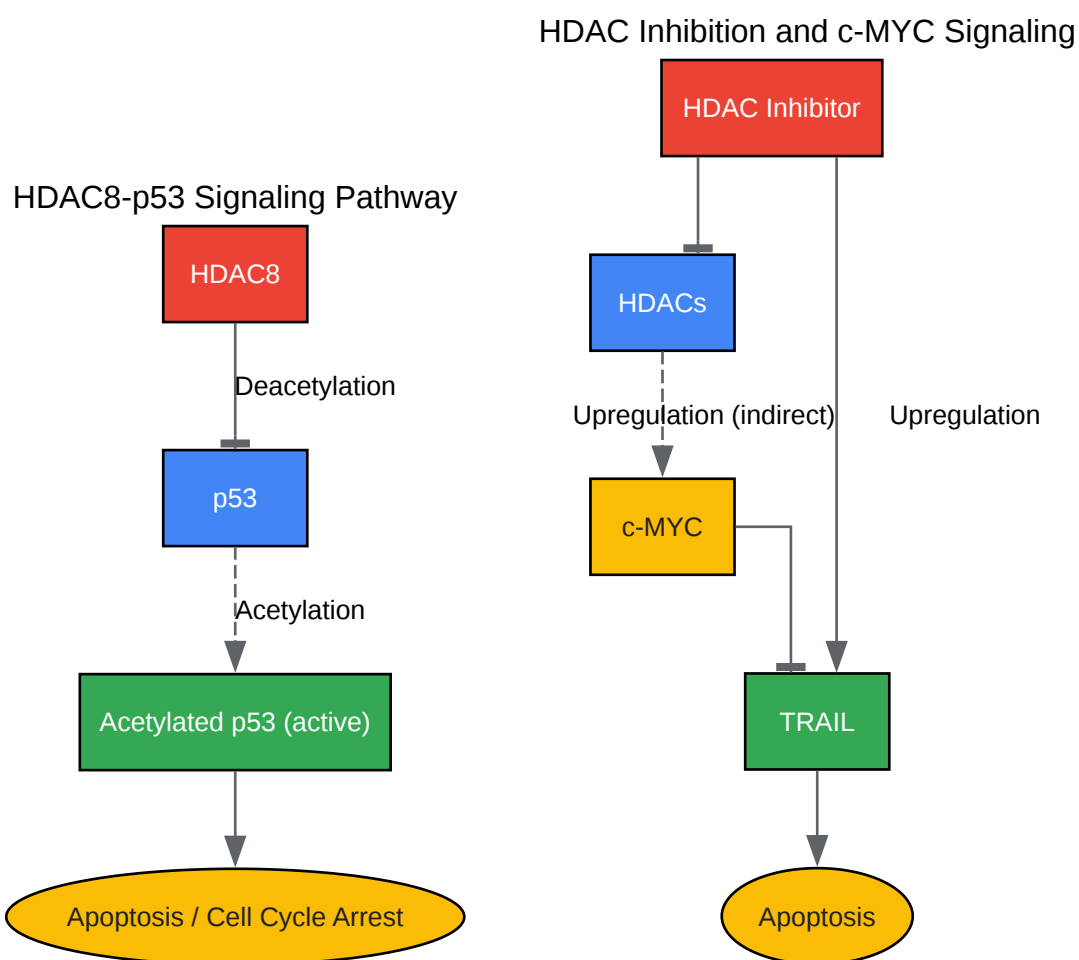 HDAC8-p53 Signaling Pathway
HDAC8
Deacetylation
p53
Acetylation
Acetylated p53 (active)
Apoptosis / Cell Cycle Arrest
HDAC Inhibition and c-MYC Signaling
HDAC Inhibitor
HDACs
Upregulation (indirect)
Upregulation
c-MYC
TRAIL
Apoptosis